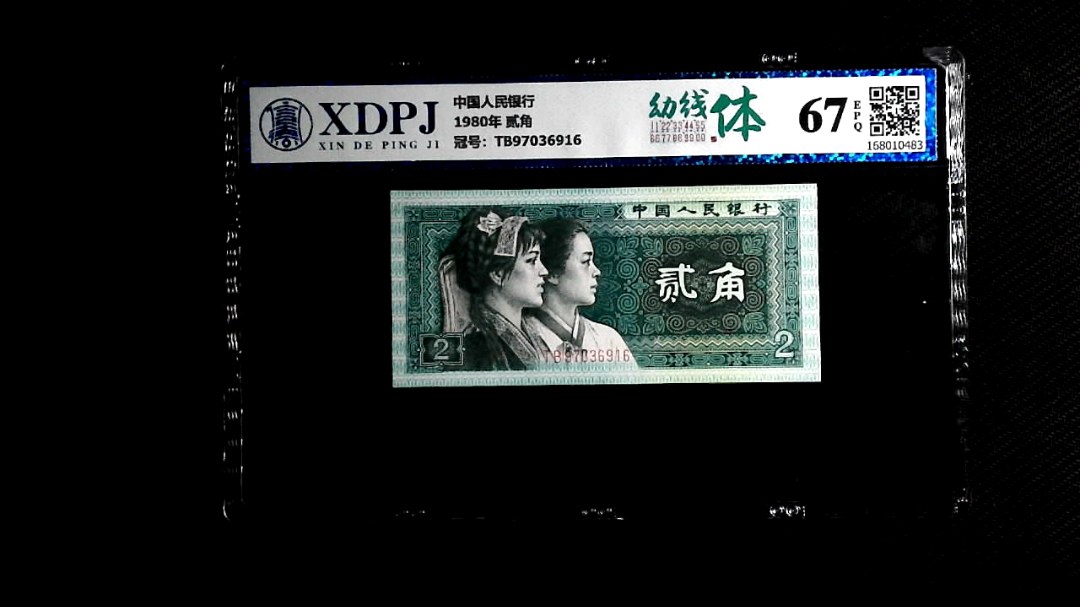 XDPJ
XIN DE PING JI
中国人民银行
1980年 贰角
冠号：TB97036916
幼线体
67
EPQ
168010483
中国人民银行
贰角
2
TB97036916
2